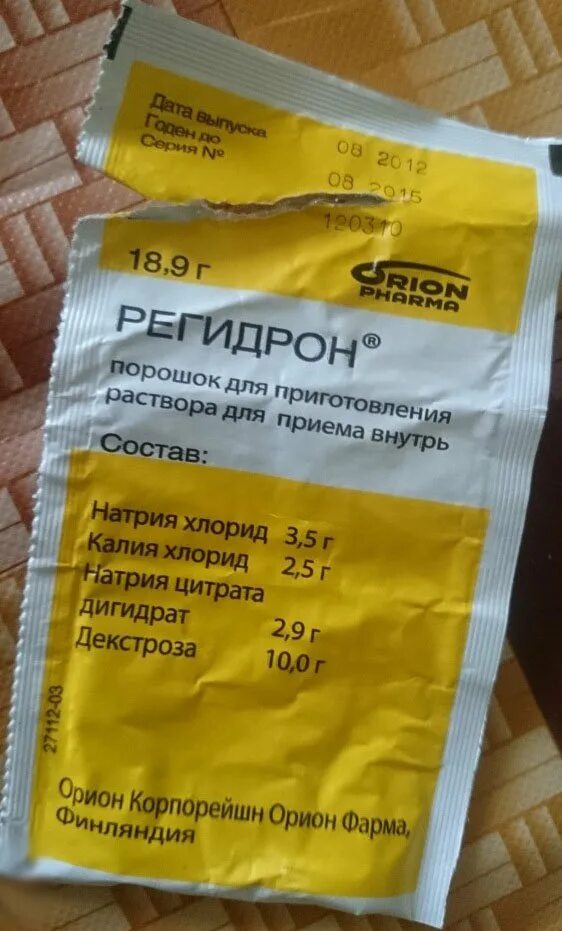 Дата выпуска 08 2012
Годен до 08 2015
Серия № 120310
18,9 г
ORION
PHARMA
РЕГИДРОН®
порошок для приготовления
раствора для приема внутрь
Состав:
Натрия хлорид 3,5 г
Калия хлорид 2,5 г
Натрия цитрата
дигидрат 2,9 г
Декстроза 10,0 г
27112-03
Орион Корпорейшн Орион Фарма,
Финляндия